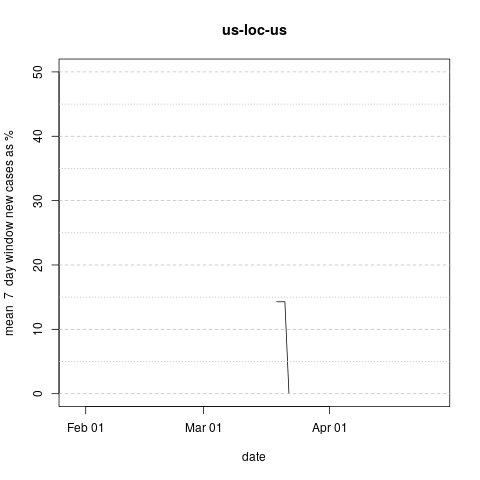 us-loc-us
mean  7  day window new cases as %
50
40
30
20
10
0
Feb 01
Mar 01
Apr 01
date